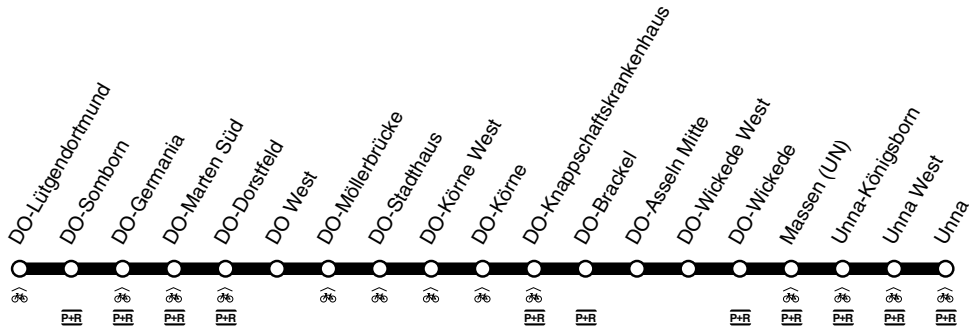 DO-Lütgendortmund
DO-Somborn
DO-Germania
DO-Marten Süd
DO-Dorstfeld
DO West
DO-Möllerbrücke
DO-Stadthaus
DO-Körne West
DO-Körne
DO-Knappschaftskrankenhaus
DO-Brackel
DO-Asseln Mitte
DO-Wickede West
DO-Wickede
Massen (UN)
Unna-Königsborn
Unna West
Unna
P+R P+R P+R P+R P+R P+R P+R P+R P+R P+R P+R